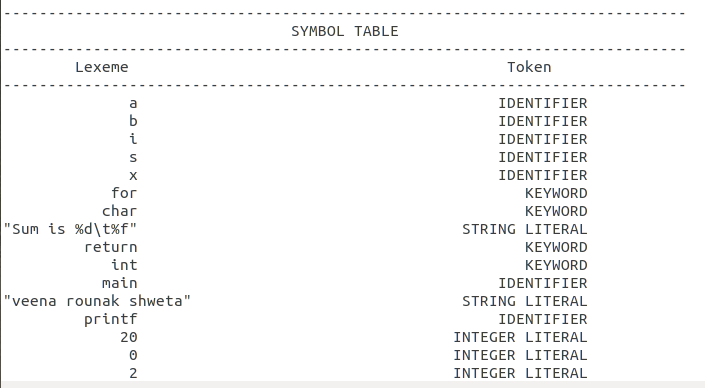 ----------------------------------------------------------------------------
SYMBOL TABLE
----------------------------------------------------------------------------
Lexeme Token
----------------------------------------------------------------------------
a IDENTIFIER
b IDENTIFIER
i IDENTIFIER
s IDENTIFIER
x IDENTIFIER
for KEYWORD
char KEYWORD
"Sum is %d\t%f" STRING LITERAL
return KEYWORD
int KEYWORD
main IDENTIFIER
"veena rounak shweta" STRING LITERAL
printf IDENTIFIER
20 INTEGER LITERAL
0 INTEGER LITERAL
2 INTEGER LITERAL